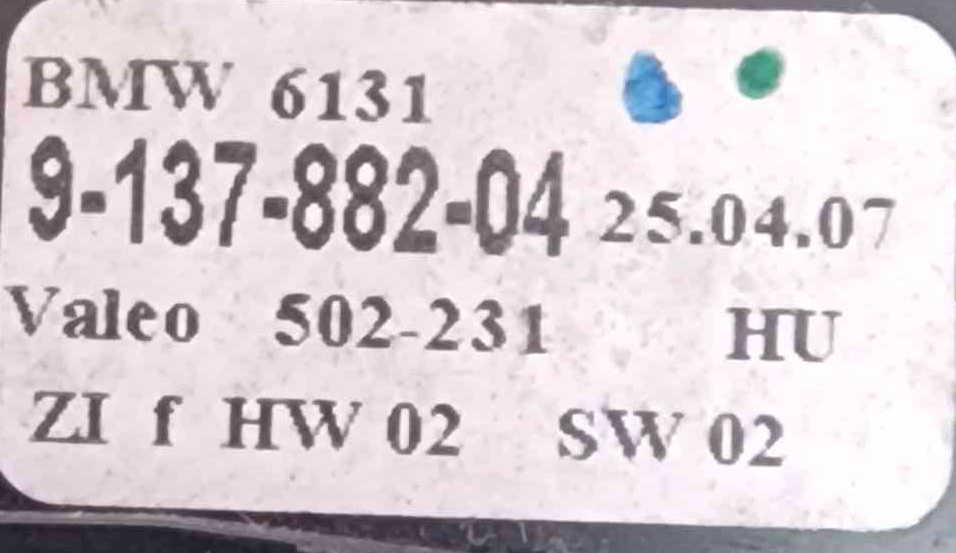 BMW 6131
9-137-882-04 25.04.07
Valeo 502-231 HU
ZI f HW 02 SW 02